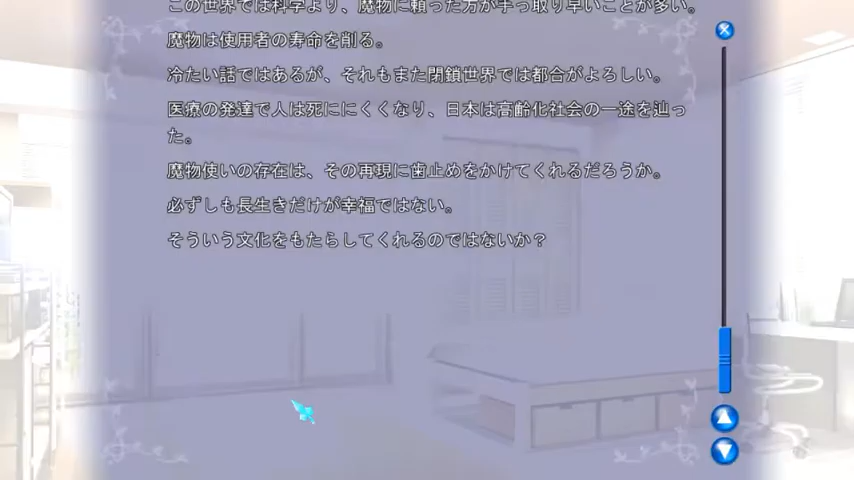 この世界では科学より、魔物に頼った方が手っ取り早いことが多い。
魔物は使用者の寿命を削る。
冷たい話ではあるが、それもまた閉鎖世界では都合がよろしい。
医療の発達で人は死ににくくなり、日本は高齢化社会の一途を辿っ
た。
魔物使いの存在は、その再現に歯止めをかけてくれるだろうか。
必ずしも長生きだけが幸福ではない。
そういう文化をもたらしてくれるのではないか？